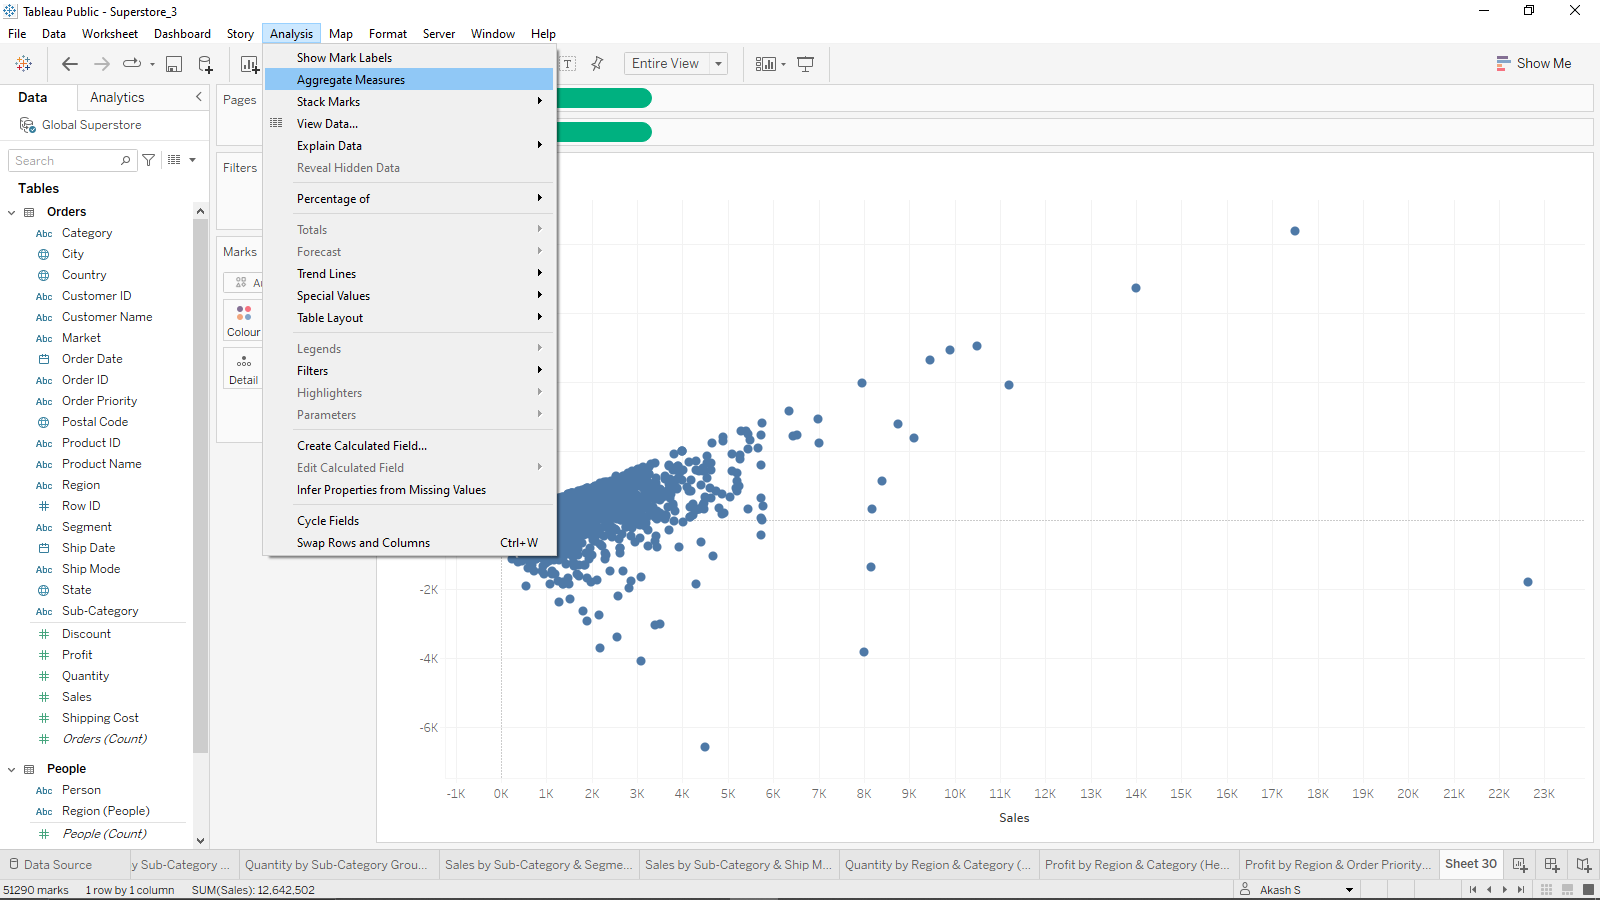 Tableau Public - Superstore_3
File Data Worksheet Dashboard Story Analysis Map Format Server Window Help
Entire View
Show Me
Data Analytics
Global Superstore
Search
Tables
Orders
Abc Category
City
Country
Abc Customer ID
Abc Customer Name
Abc Market
Order Date
Abc Order ID
Abc Order Priority
Postal Code
Abc Product ID
Abc Product Name
Abc Region
Row ID
Abc Segment
Ship Date
Abc Ship Mode
State
Abc Sub-Category
Discount
Profit
Quantity
Sales
Shipping Cost
Orders (Count)
People
Abc Person
Abc Region (People)
People (Count)
Pages
Filters
Marks
Colour
Detail
Show Mark Labels
Aggregate Measures
Stack Marks
View Data...
Explain Data
Reveal Hidden Data
Percentage of
Totals
Forecast
Trend Lines
Special Values
Table Layout
Legends
Filters
Highlighters
Parameters
Create Calculated Field...
Edit Calculated Field
Infer Properties from Missing Values
Cycle Fields
Swap Rows and Columns Ctrl+W
-2K
-4K
-6K
-1K 0K 1K 2K 3K 4K 5K 6K 7K 8K 9K 10K 11K 12K 13K 14K 15K 16K 17K 18K 19K 20K 21K 22K 23K
Sales
Data Source y Sub-Category ... Quantity by Sub-Category Grou... Sales by Sub-Category & Segme... Sales by Sub-Category & Ship M... Quantity by Region & Category (... Profit by Region & Category (He... Profit by Region & Order Priority... Sheet 30
51290 marks 1 row by 1 column SUM(Sales): 12,642,502 Akash S